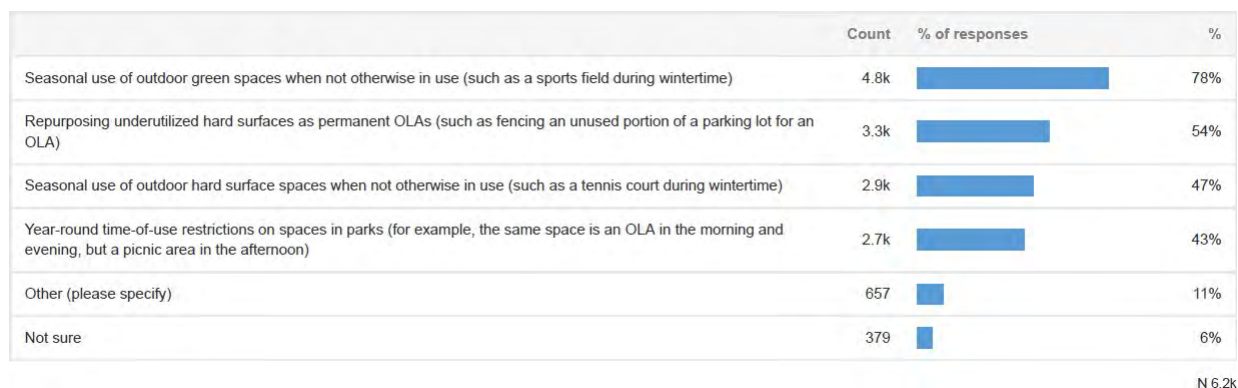 Count % of responses %
Seasonal use of outdoor green spaces when not otherwise in use (such as a sports field during wintertime) 4.8k 78%
Repurposing underutilized hard surfaces as permanent OLAs (such as fencing an unused portion of a parking lot for an
OLA) 3.3k 54%
Seasonal use of outdoor hard surface spaces when not otherwise in use (such as a tennis court during wintertime) 2.9k 47%
Year-round time-of-use restrictions on spaces in parks (for example, the same space is an OLA in the morning and
evening, but a picnic area in the afternoon) 2.7k 43%
Other (please specify) 657 11%
Not sure 379 6%
N 6.2k